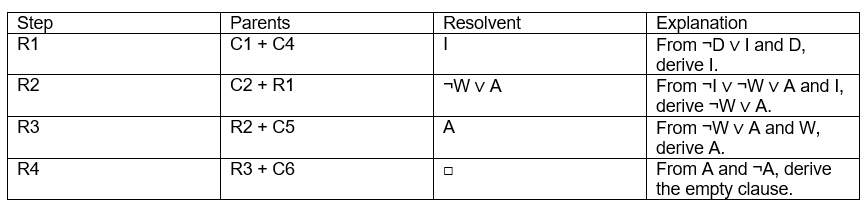 Step Parents Resolvent Explanation
R1 C1 + C4 I From ¬D ∨ I and D,
derive I.
R2 C2 + R1 ¬W ∨ A From ¬I ∨ ¬W ∨ A and I,
derive ¬W ∨ A.
R3 R2 + C5 A From ¬W ∨ A and W,
derive A.
R4 R3 + C6 □ From A and ¬A, derive
the empty clause.